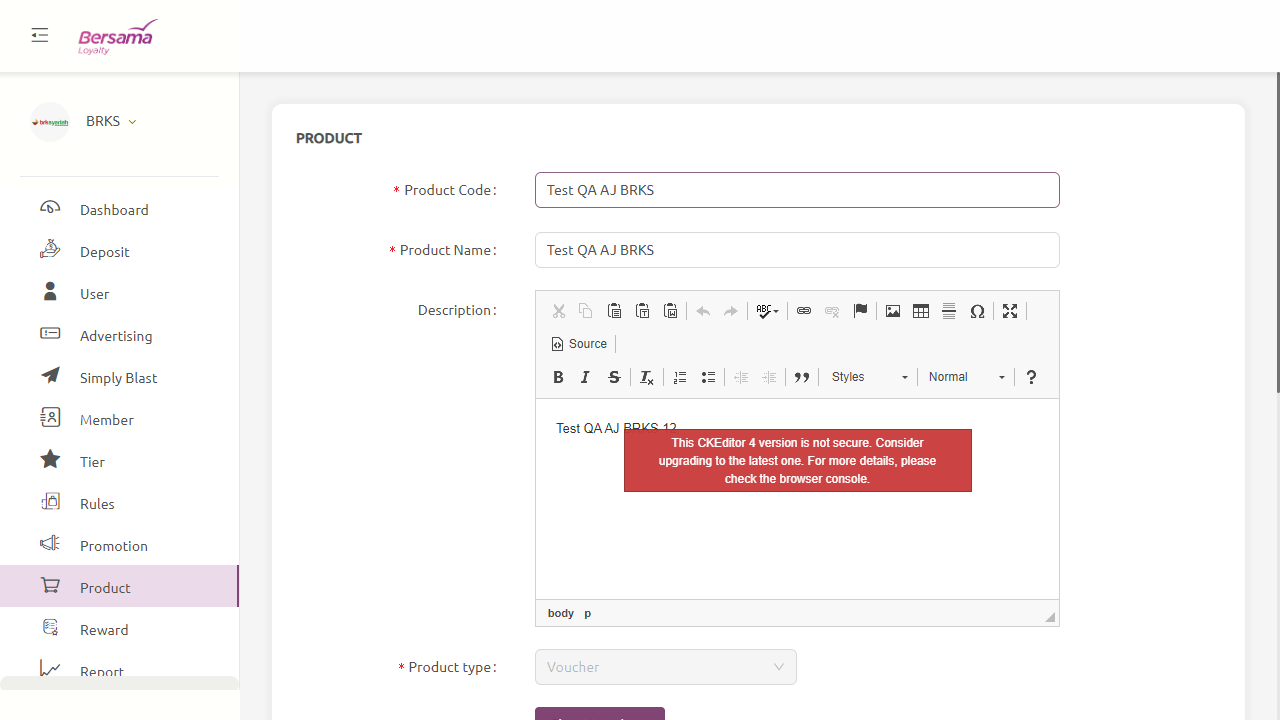 Bersama
Loyalty
brksyariah
BRKS
Dashboard
Deposit
User
Advertising
Simply Blast
Member
Tier
Rules
Promotion
Product
Reward
Report
PRODUCT
* Product Code:
Test QA AJ BRKS
* Product Name:
Test QA AJ BRKS
Description:
ABC
Source
B I S
Styles
Normal
?
Test QA AJ BRKS 12
This CKEditor 4 version is not secure. Consider
upgrading to the latest one. For more details, please
check the browser console.
body p
* Product type:
Voucher